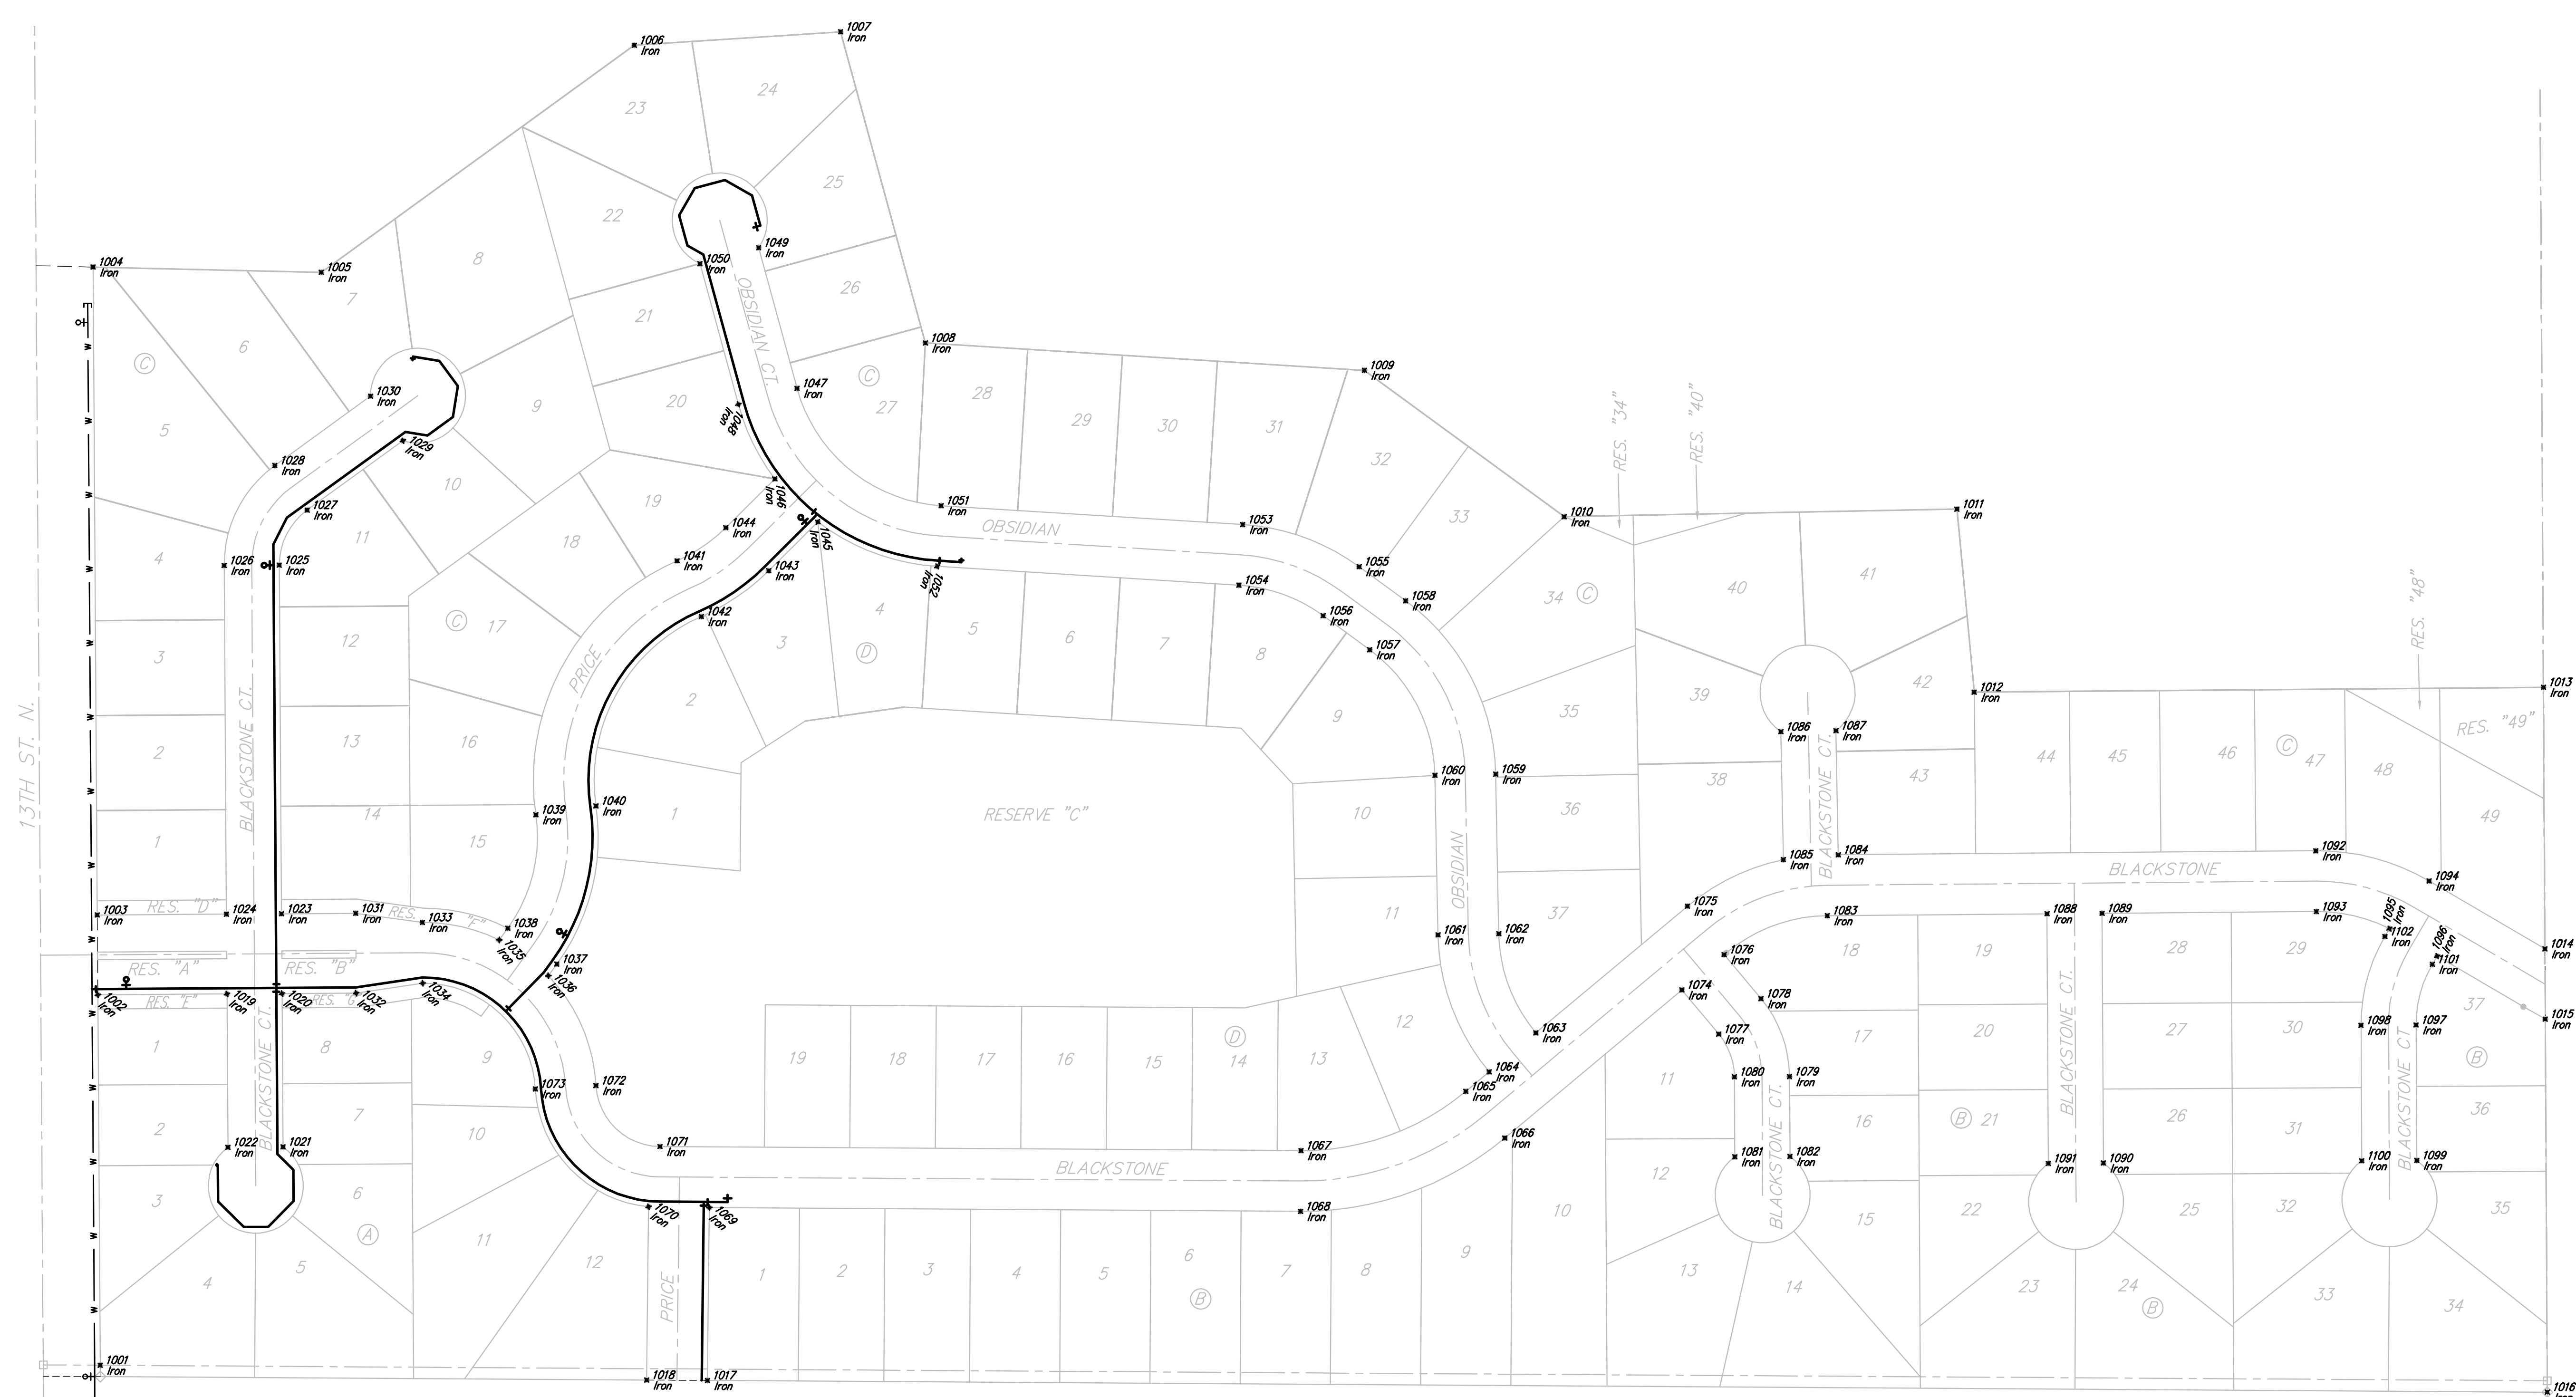 1006
Iron
1007
Iron
23
24
25
22
8
1049
Iron
1050
Iron
1004
Iron
1005
Iron
7
OBSIDIAN CT.
26
21
6
C
1008
Iron
1009
Iron
C
1030
Iron
1047
Iron
28
27
5
9
20
1048
Iron
29
30
31
RES. "34"
RES. "40"
1029
Iron
1028
Iron
10
32
1046
Iron
19
1027
Iron
1051
Iron
33
1010
Iron
1011
Iron
1044
Iron
1045
Iron
OBSIDIAN
1053
Iron
11
18
4
1026
Iron
1025
Iron
1041
Iron
1043
Iron
1052
Iron
1055
Iron
1054
Iron
34
C
40
41
RES. "48"
1058
Iron
1042
Iron
4
1056
Iron
C
17
12
3
5
6
7
8
D
1057
Iron
3
PRICE
2
39
42
1012
Iron
1013
Iron
13TH ST. N.
BLACKSTONE CT.
2
13
16
9
35
1086
Iron
1087
Iron
RES. "49"
BLACKSTONE CT.
44
45
46
C
47
48
1060
Iron
1059
Iron
38
43
1039
Iron
1040
Iron
1
14
15
1
RESERVE "C"
10
36
49
OBSIDIAN
1085
Iron
1084
Iron
BLACKSTONE
1092
Iron
1094
Iron
RES. "D"
1003
Iron
1024
Iron
1023
Iron
1031
Iron
RES.
"F"
1033
Iron
1038
Iron
1035
Iron
11
37
1075
Iron
1083
Iron
1088
Iron
1089
Iron
1093
Iron
1095
Iron
1102
Iron
1061
Iron
1062
Iron
1076
Iron
18
19
28
29
1096
Iron
1101
Iron
1014
Iron
RES. "A"
RES. "B"
1037
Iron
1036
Iron
1002
Iron
RES. "E"
1019
Iron
1020
Iron
RES. "G"
1032
Iron
1034
Iron
1074
Iron
1078
Iron
37
1015
Iron
1
8
9
BLACKSTONE CT.
19
18
17
16
15
D
14
13
12
1063
Iron
1077
Iron
17
20
27
30
1098
Iron
1097
Iron
B
BLACKSTONE CT.
1064
Iron
1065
Iron
1073
Iron
1072
Iron
11
1080
Iron
1079
Iron
BLACKSTONE CT.
36
2
7
10
16
B
21
26
31
BLACKSTONE CT.
1022
Iron
1021
Iron
1071
Iron
1067
Iron
1066
Iron
BLACKSTONE
12
1081
Iron
1082
Iron
1091
Iron
1090
Iron
1100
Iron
1099
Iron
3
6
A
11
1070
Iron
1069
Iron
1068
Iron
10
BLACKSTONE CT.
15
22
25
32
35
4
5
12
PRICE
1
2
3
4
5
6
7
8
9
B
13
14
23
24
B
33
34
1001
Iron
1018
Iron
1017
Iron
1016
Iron
W
W
W
W
W
W
W
W
W
W
W
W
W